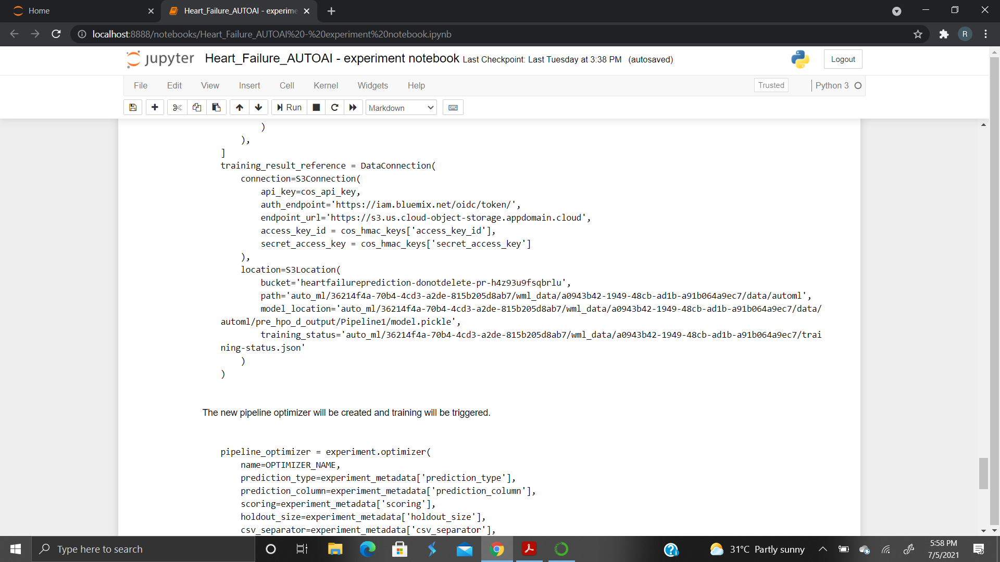 Home
Heart_Failure_AUTOAI - experime
localhost:8888/notebooks/Heart_Failure_AUTOAI%20-%20experiment%20notebook.ipynb
R
jupyter Heart_Failure_AUTOAI - experiment notebook Last Checkpoint: Last Tuesday at 3:38 PM (autosaved)
Logout
File Edit View Insert Cell Kernel Widgets Help
Trusted
Python 3
Run
Markdown
)
),
]
training_result_reference = DataConnection(
connection=S3Connection(
api_key=cos_api_key,
auth_endpoint='https://iam.bluemix.net/oidc/token/',
endpoint_url='https://s3.us.cloud-object-storage.appdomain.cloud',
access_key_id = cos_hmac_keys['access_key_id'],
secret_access_key = cos_hmac_keys['secret_access_key']
),
location=S3Location(
bucket='heartfailureprediction-donotdelete-pr-h4z93u9fsqbrlu',
path='auto_ml/36214f4a-70b4-4cd3-a2de-815b205d8ab7/wml_data/a0943b42-1949-48cb-ad1b-a91b064a9ec7/data/automl',
model_location='auto_ml/36214f4a-70b4-4cd3-a2de-815b205d8ab7/wml_data/a0943b42-1949-48cb-ad1b-a91b064a9ec7/data/
automl/pre_hpo_d_output/Pipeline1/model.pickle',
training_status='auto_ml/36214f4a-70b4-4cd3-a2de-815b205d8ab7/wml_data/a0943b42-1949-48cb-ad1b-a91b064a9ec7/trai
ning-status.json'
)
)
The new pipeline optimizer will be created and training will be triggered.
pipeline_optimizer = experiment.optimizer(
name=OPTIMIZER_NAME,
prediction_type=experiment_metadata['prediction_type'],
prediction_column=experiment_metadata['prediction_column'],
scoring=experiment_metadata['scoring'],
holdout_size=experiment_metadata['holdout_size'],
csv_separator=experiment_metadata['csv_separator'],
Type here to search
31°C Partly sunny
5:58 PM
7/5/2021